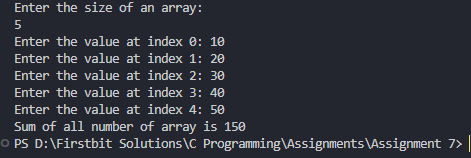 Enter the size of an array:
5
Enter the value at index 0: 10
Enter the value at index 1: 20
Enter the value at index 2: 30
Enter the value at index 3: 40
Enter the value at index 4: 50
Sum of all number of array is 150
PS D:\Firstbit Solutions\C Programming\Assignments\Assignment 7>